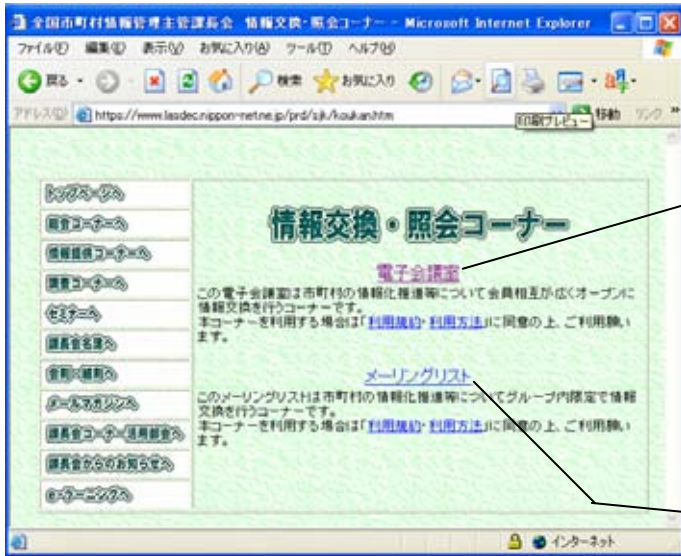 全国市町村情報管理主管課長会 情報交換・照会コーナー - Microsoft Internet Explorer
ファイル(F) 編集(E) 表示(V) お気に入り(A) ツール(T) ヘルプ(H)
戻る 検索 お気に入り
アドレス(D) https://www.lasdec.nippon-net.ne.jp/prd/sjk/koukan.htm 移動 リンク »
印刷プレビュー
トップページへ
照会コーナーへ
情報提供コーナーへ
調査コーナーへ
セミナーへ
課長会名簿へ
会則・細則へ
メールマガジンへ
課長会コーナー活用部会へ
課長会からのお知らせへ
e-ラーニングへ
情報交換・照会コーナー
電子会議室
この電子会議室は市町村の情報化推進等について会員相互が広くオープンに
情報交換を行うコーナーです。
本コーナーを利用する場合は「利用規約・利用方法」に同意の上、ご利用願い
ます。
メーリングリスト
このメーリングリストは市町村の情報化推進等についてグループ内限定で情報
交換を行うコーナーです。
本コーナーを利用する場合は「利用規約・利用方法」に同意の上、ご利用願い
ます。
インターネット